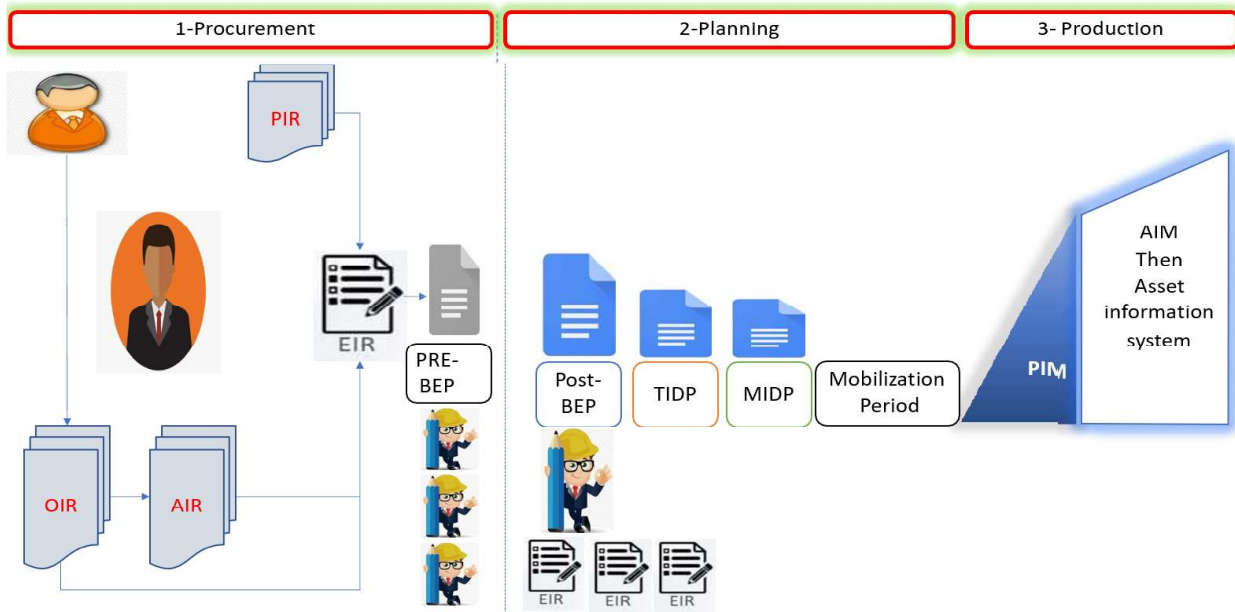 1-Procurement
2-Planning
3- Production
PIR
EIR
PRE-
BEP
OIR
AIR
Post-
BEP
TIDP
MIDP
Mobilization
Period
EIR
EIR
EIR
PIM
AIM
Then
Asset
information
system